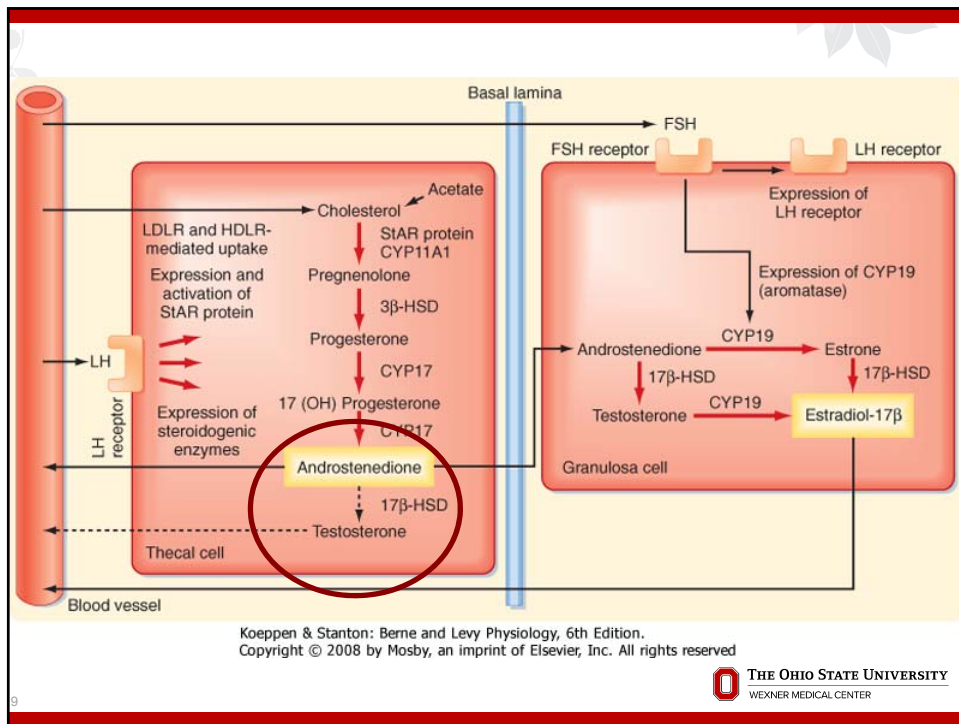 Basal lamina
FSH
FSH receptor
LH receptor
Expression of
LH receptor
Acetate
Cholesterol
LDLR and HDLR-
mediated uptake
StAR protein
CYP11A1
Expression and
activation of
StAR protein
Pregnenolone
3β-HSD
Progesterone
CYP17
17 (OH) Progesterone
CYP17
LH
LH
receptor
Expression of
steroidogenic
enzymes
Androstenedione
17β-HSD
Testosterone
Thecal cell
Blood vessel
Expression of CYP19
(aromatase)
Androstenedione
CYP19
Estrone
17β-HSD
17β-HSD
Testosterone
CYP19
Estradiol-17β
Granulosa cell
Koeppen & Stanton: Berne and Levy Physiology, 6th Edition.
Copyright © 2008 by Mosby, an imprint of Elsevier, Inc. All rights reserved
THE OHIO STATE UNIVERSITY
WEXNER MEDICAL CENTER
9